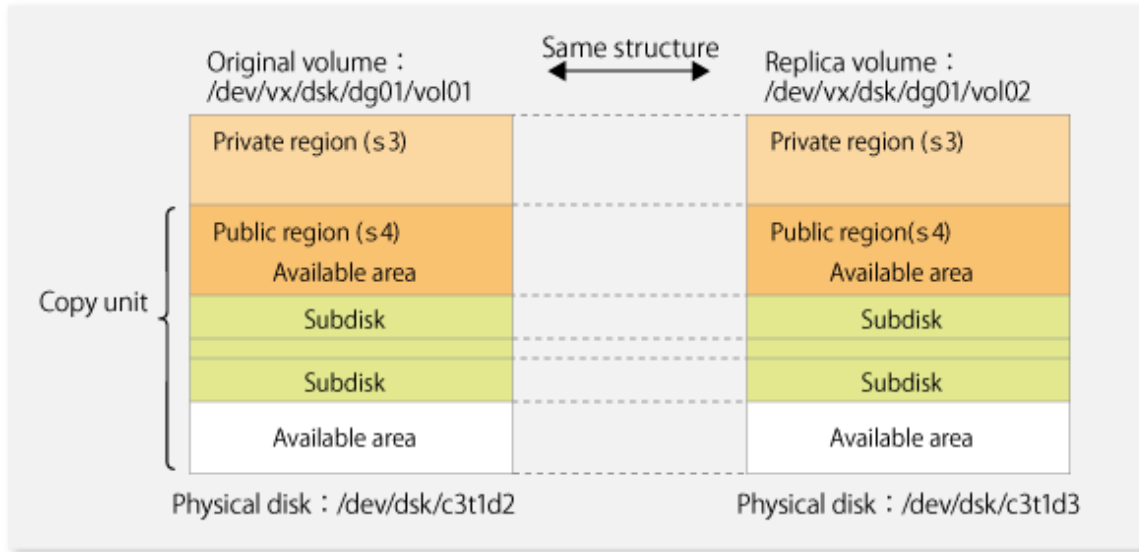 Same structure
Original volume：
/dev/vx/dsk/dg01/vol01
Replica volume：
/dev/vx/dsk/dg01/vol02
Private region (s3)
Private region (s3)
Public region (s4)
Available area
Public region(s4)
Available area
Copy unit
Subdisk
Subdisk
Subdisk
Subdisk
Available area
Available area
Physical disk：/dev/dsk/c3t1d2
Physical disk：/dev/dsk/c3t1d3